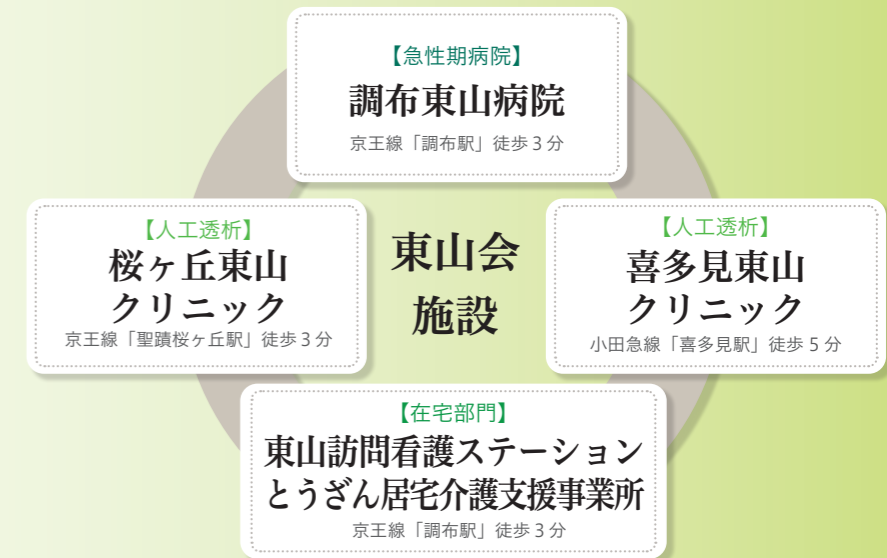 【急性期病院】
調布東山病院
京王線「調布駅」徒歩3分
【人工透析】
桜ヶ丘東山
クリニック
京王線「聖蹟桜ヶ丘駅」徒歩3分
東山会
施設
【人工透析】
喜多見東山
クリニック
小田急線「喜多見駅」徒歩5分
【在宅部門】
東山訪問看護ステーション
とうざん居宅介護支援事業所
京王線「調布駅」徒歩3分